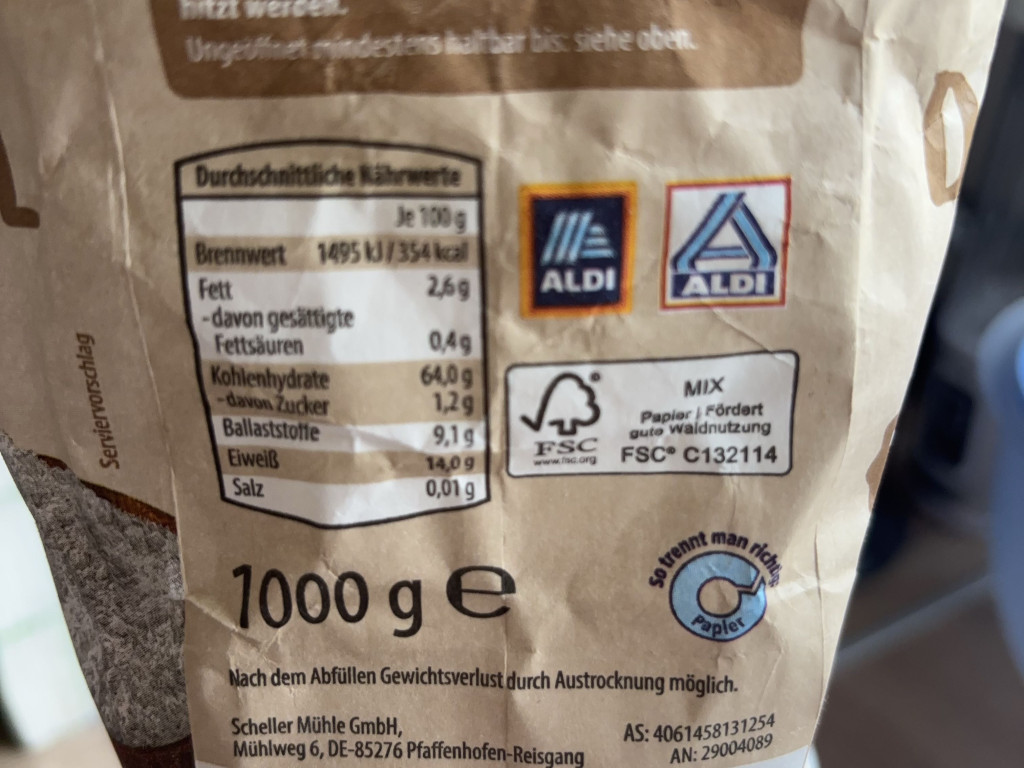 hitzt werden.
Ungeöffnet mindestens haltbar bis: siehe oben.
Serviervorschlag
Durchschnittliche Nährwerte
Je 100 g
Brennwert 1495 kJ / 354 kcal
Fett 2,6 g
-davon gesättigte
Fettsäuren 0,4 g
Kohlenhydrate 64,0 g
-davon Zucker 1,2 g
Ballaststoffe 9,1 g
Eiweiß 14,0 g
Salz 0,01 g
ALDI
ALDI
MIX
Papier | Fördert
gute Waldnutzung
FSC
www.fsc.org
FSC® C132114
1000 g e
So trennt man richtig
Papier
Nach dem Abfüllen Gewichtsverlust durch Austrocknung möglich.
Scheller Mühle GmbH,
Mühlweg 6, DE-85276 Pfaffenhofen-Reisgang
AS: 4061458131254
AN: 29004089